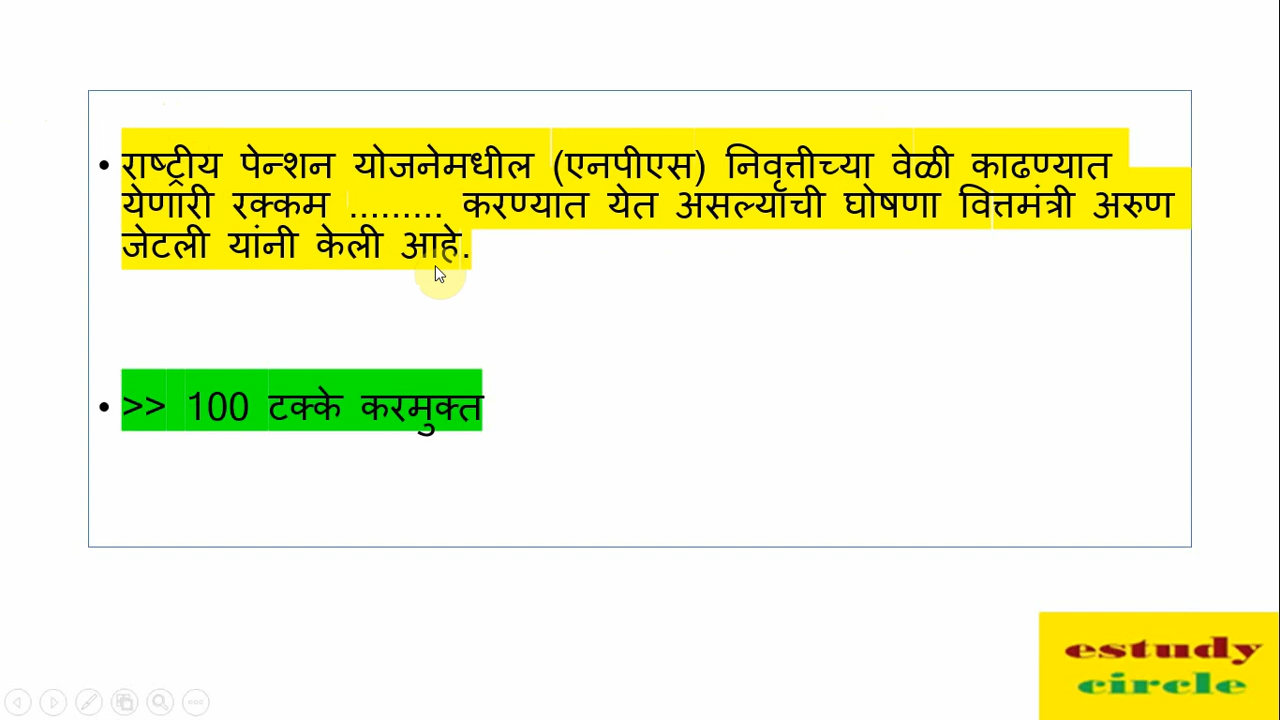 • राष्ट्रीय पेन्शन योजनेमधील (एनपीएस) निवृत्तीच्या वेळी काढण्यात
येणारी रक्कम ......... करण्यात येत असल्याची घोषणा वित्तमंत्री अरुण
जेटली यांनी केली आहे.
• >> 100 टक्के करमुक्त
estudy
circle